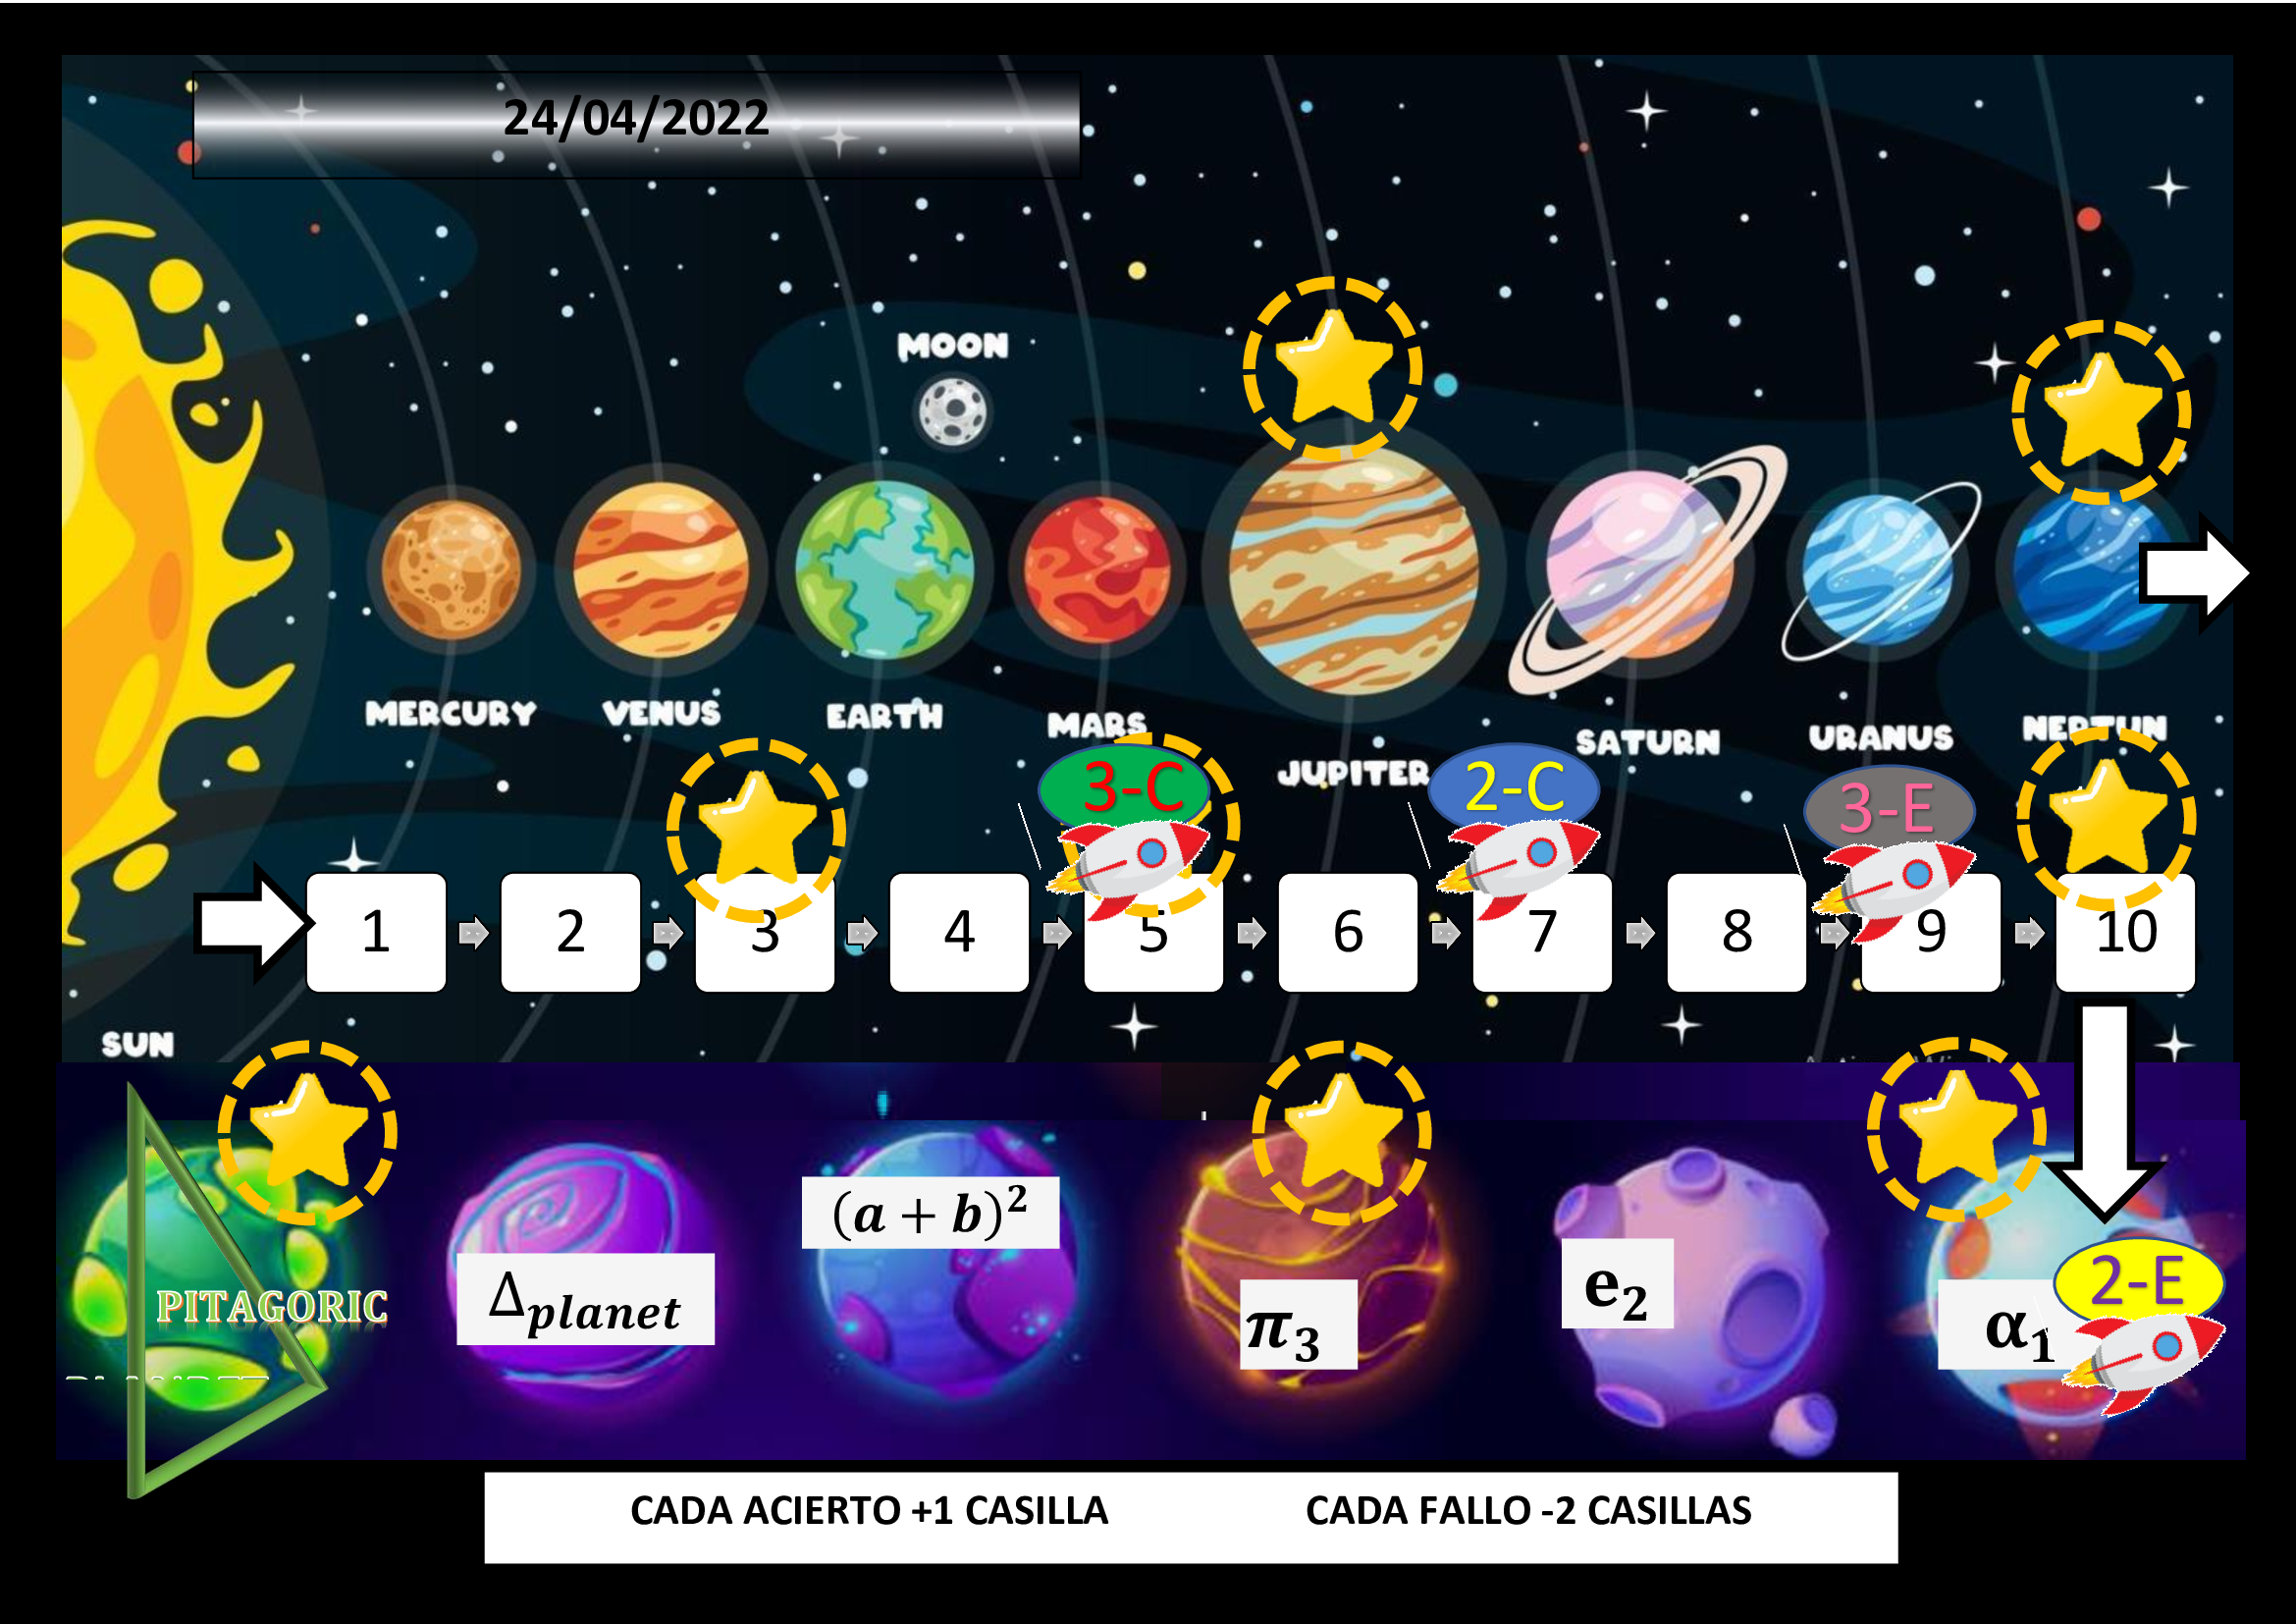 24/04/2022
MOON
MERCURY
VENUS
EARTH
MARS
JUPITER
SATURN
URANUS
NEPTUN
3-C
2-C
3-E
1
2
3
4
5
6
7
8
9
10
SUN
PITAGORIC
Δplanet
(a + b)²
π₃
e₂
α₁
2-E
CADA ACIERTO +1 CASILLA CADA FALLO -2 CASILLAS